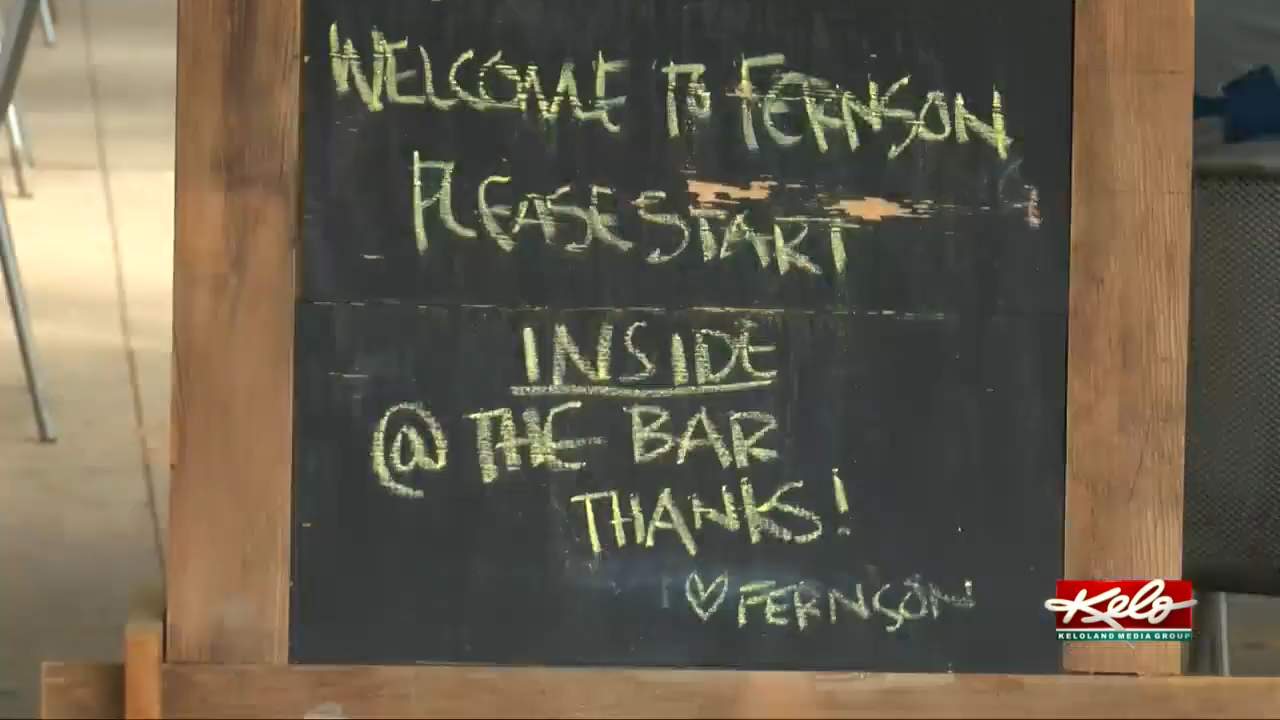 WELCOME TO FERNSON
PLEASE START
INSIDE
@ THE BAR
THANKS!
♡ FERNSON
Kelo
KELOLAND MEDIA GROUP